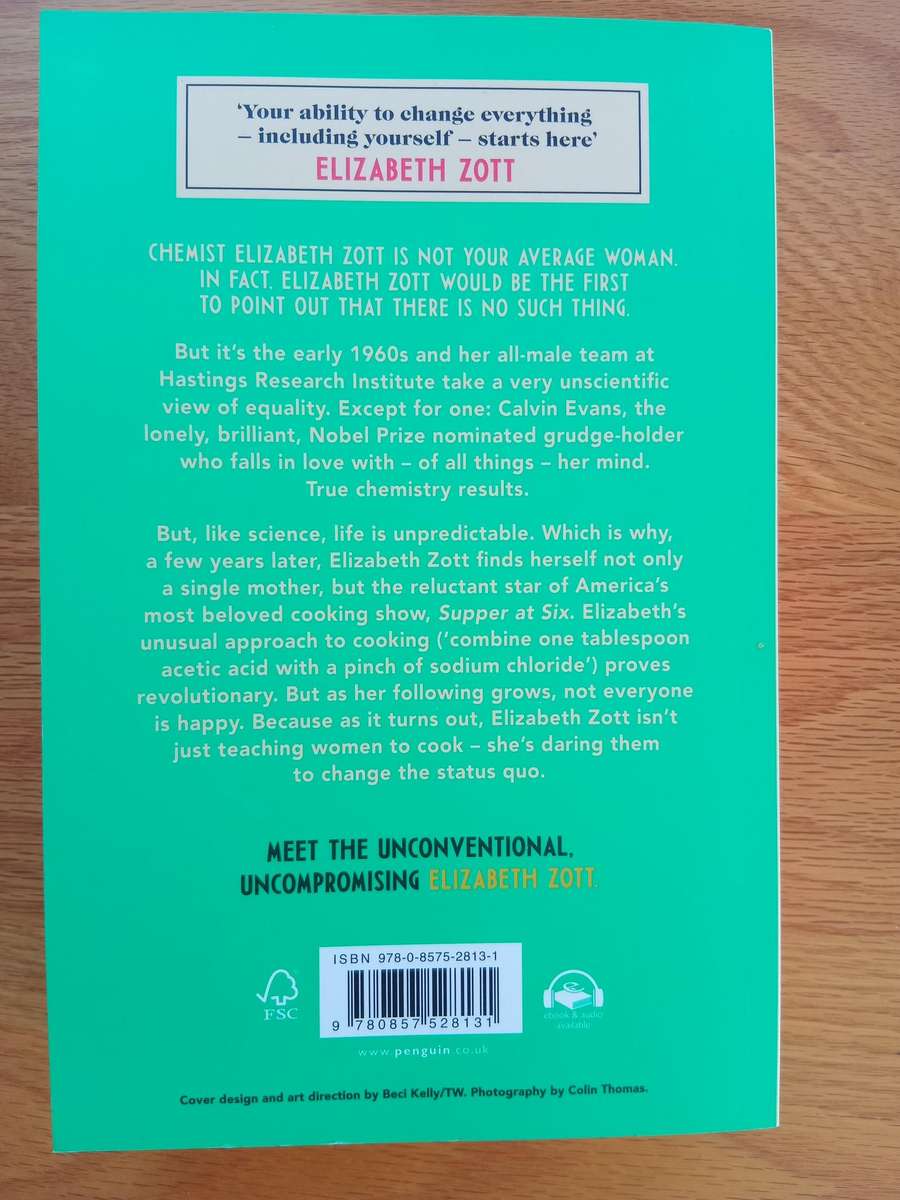 ‘Your ability to change everything
– including yourself – starts here’
ELIZABETH ZOTT
CHEMIST ELIZABETH ZOTT IS NOT YOUR AVERAGE WOMAN.
IN FACT, ELIZABETH ZOTT WOULD BE THE FIRST
TO POINT OUT THAT THERE IS NO SUCH THING.
But it’s the early 1960s and her all-male team at
Hastings Research Institute take a very unscientific
view of equality. Except for one: Calvin Evans, the
lonely, brilliant, Nobel Prize nominated grudge-holder
who falls in love with – of all things – her mind.
True chemistry results.
But, like science, life is unpredictable. Which is why,
a few years later, Elizabeth Zott finds herself not only
a single mother, but the reluctant star of America’s
most beloved cooking show, Supper at Six. Elizabeth’s
unusual approach to cooking (‘combine one tablespoon
acetic acid with a pinch of sodium chloride’) proves
revolutionary. But as her following grows, not everyone
is happy. Because as it turns out, Elizabeth Zott isn’t
just teaching women to cook – she’s daring them
to change the status quo.
MEET THE UNCONVENTIONAL,
UNCOMPROMISING ELIZABETH ZOTT.
ISBN 978-0-8575-2813-1
9 780857 528131
FSC
ebook & audio
available
www.penguin.co.uk
Cover design and art direction by Beci Kelly/TW. Photography by Colin Thomas.